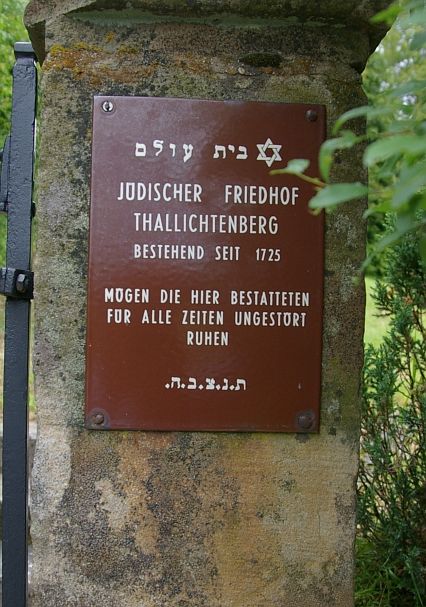 בית עולם
JÜDISCHER FRIEDHOF
THALLICHTENBERG
BESTEHEND SEIT 1725
MÖGEN DIE HIER BESTATTETEN
FÜR ALLE ZEITEN UNGESTÖRT
RUHEN
ת.נ.צ.ב.ה.